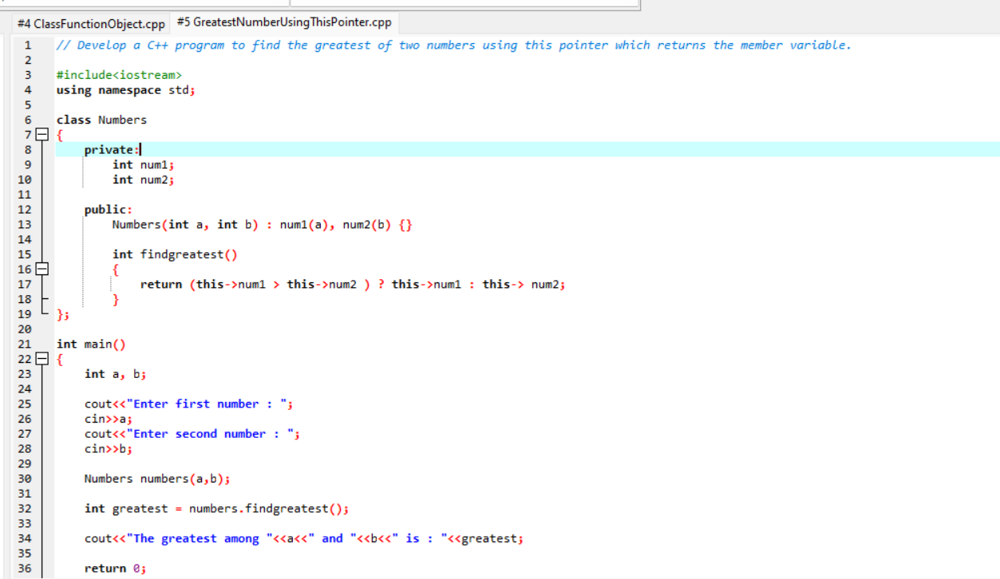 #4 ClassFunctionObject.cpp #5 GreatestNumberUsingThisPointer.cpp
1 // Develop a C++ program to find the greatest of two numbers using this pointer which returns the member variable.
2
3 #include<iostream>
4 using namespace std;
5
6 class Numbers
7 {
8     private:
9         int num1;
10         int num2;
11
12     public:
13         Numbers(int a, int b) : num1(a), num2(b) {}
14
15         int findgreatest()
16         {
17             return (this->num1 > this->num2 ) ? this->num1 : this-> num2;
18         }
19 };
20
21 int main()
22 {
23     int a, b;
24
25     cout<<"Enter first number : ";
26     cin>>a;
27     cout<<"Enter second number : ";
28     cin>>b;
29
30     Numbers numbers(a,b);
31
32     int greatest = numbers.findgreatest();
33
34     cout<<"The greatest among "<<a<<" and "<<b<<" is : "<<greatest;
35
36     return 0;